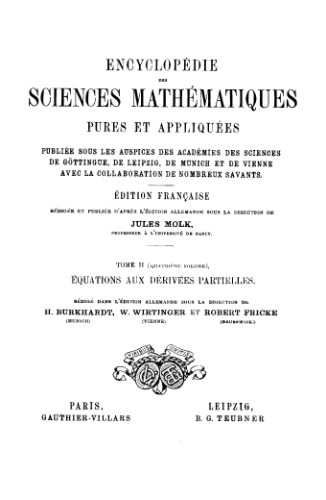 ENCYCLOPÉDIE
DES
SCIENCES MATHÉMATIQUES
PURES ET APPLIQUÉES
PUBLIÉE SOUS LES AUSPICES DES ACADÉMIES DES SCIENCES
DE GÖTTINGUE, DE LEIPZIG, DE MUNICH ET DE VIENNE
AVEC LA COLLABORATION DE NOMBREUX SAVANTS.
ÉDITION FRANÇAISE
RÉDIGÉE ET PUBLIÉE D'APRÈS L'ÉDITION ALLEMANDE SOUS LA DIRECTION DE
JULES MOLK,
PROFESSEUR À L'UNIVERSITÉ DE NANCY.
TOME II (QUATRIÈME VOLUME),
ÉQUATIONS AUX DÉRIVÉES PARTIELLES.
RÉDIGÉ DANS L'ÉDITION ALLEMANDE SOUS LA DIRECTION DE
H. BURKHARDT, W. WIRTINGER ET ROBERT FRICKE
(MUNICH) (VIENNE) (BRUNSWICK)
PARIS, LEIPZIG,
GAUTHIER-VILLARS B. G. TEUBNER